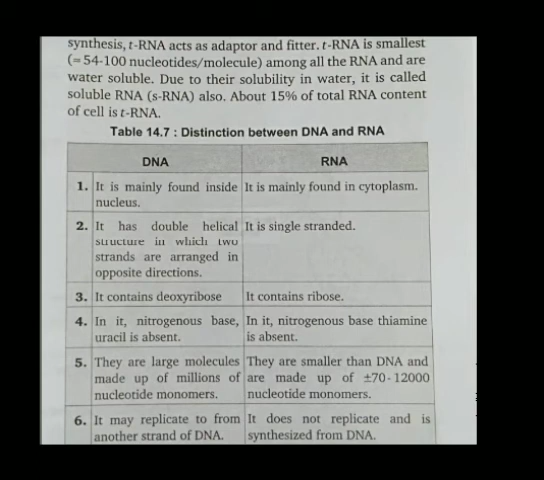 synthesis, t-RNA acts as adaptor and fitter. t-RNA is smallest
(=54-100 nucleotides/molecule) among all the RNA and are
water soluble. Due to their solubility in water, it is called
soluble RNA (s-RNA) also. About 15% of total RNA content
of cell is t-RNA.
Table 14.7 : Distinction between DNA and RNA
DNA RNA
1. It is mainly found inside It is mainly found in cytoplasm.
nucleus.
2. It has double helical It is single stranded.
structure in which two
strands are arranged in
opposite directions.
3. It contains deoxyribose It contains ribose.
4. In it, nitrogenous base, In it, nitrogenous base thiamine
uracil is absent. is absent.
5. They are large molecules They are smaller than DNA and
made up of millions of are made up of ±70-12000
nucleotide monomers. nucleotide monomers.
6. It may replicate to from It does not replicate and is
another strand of DNA. synthesized from DNA.